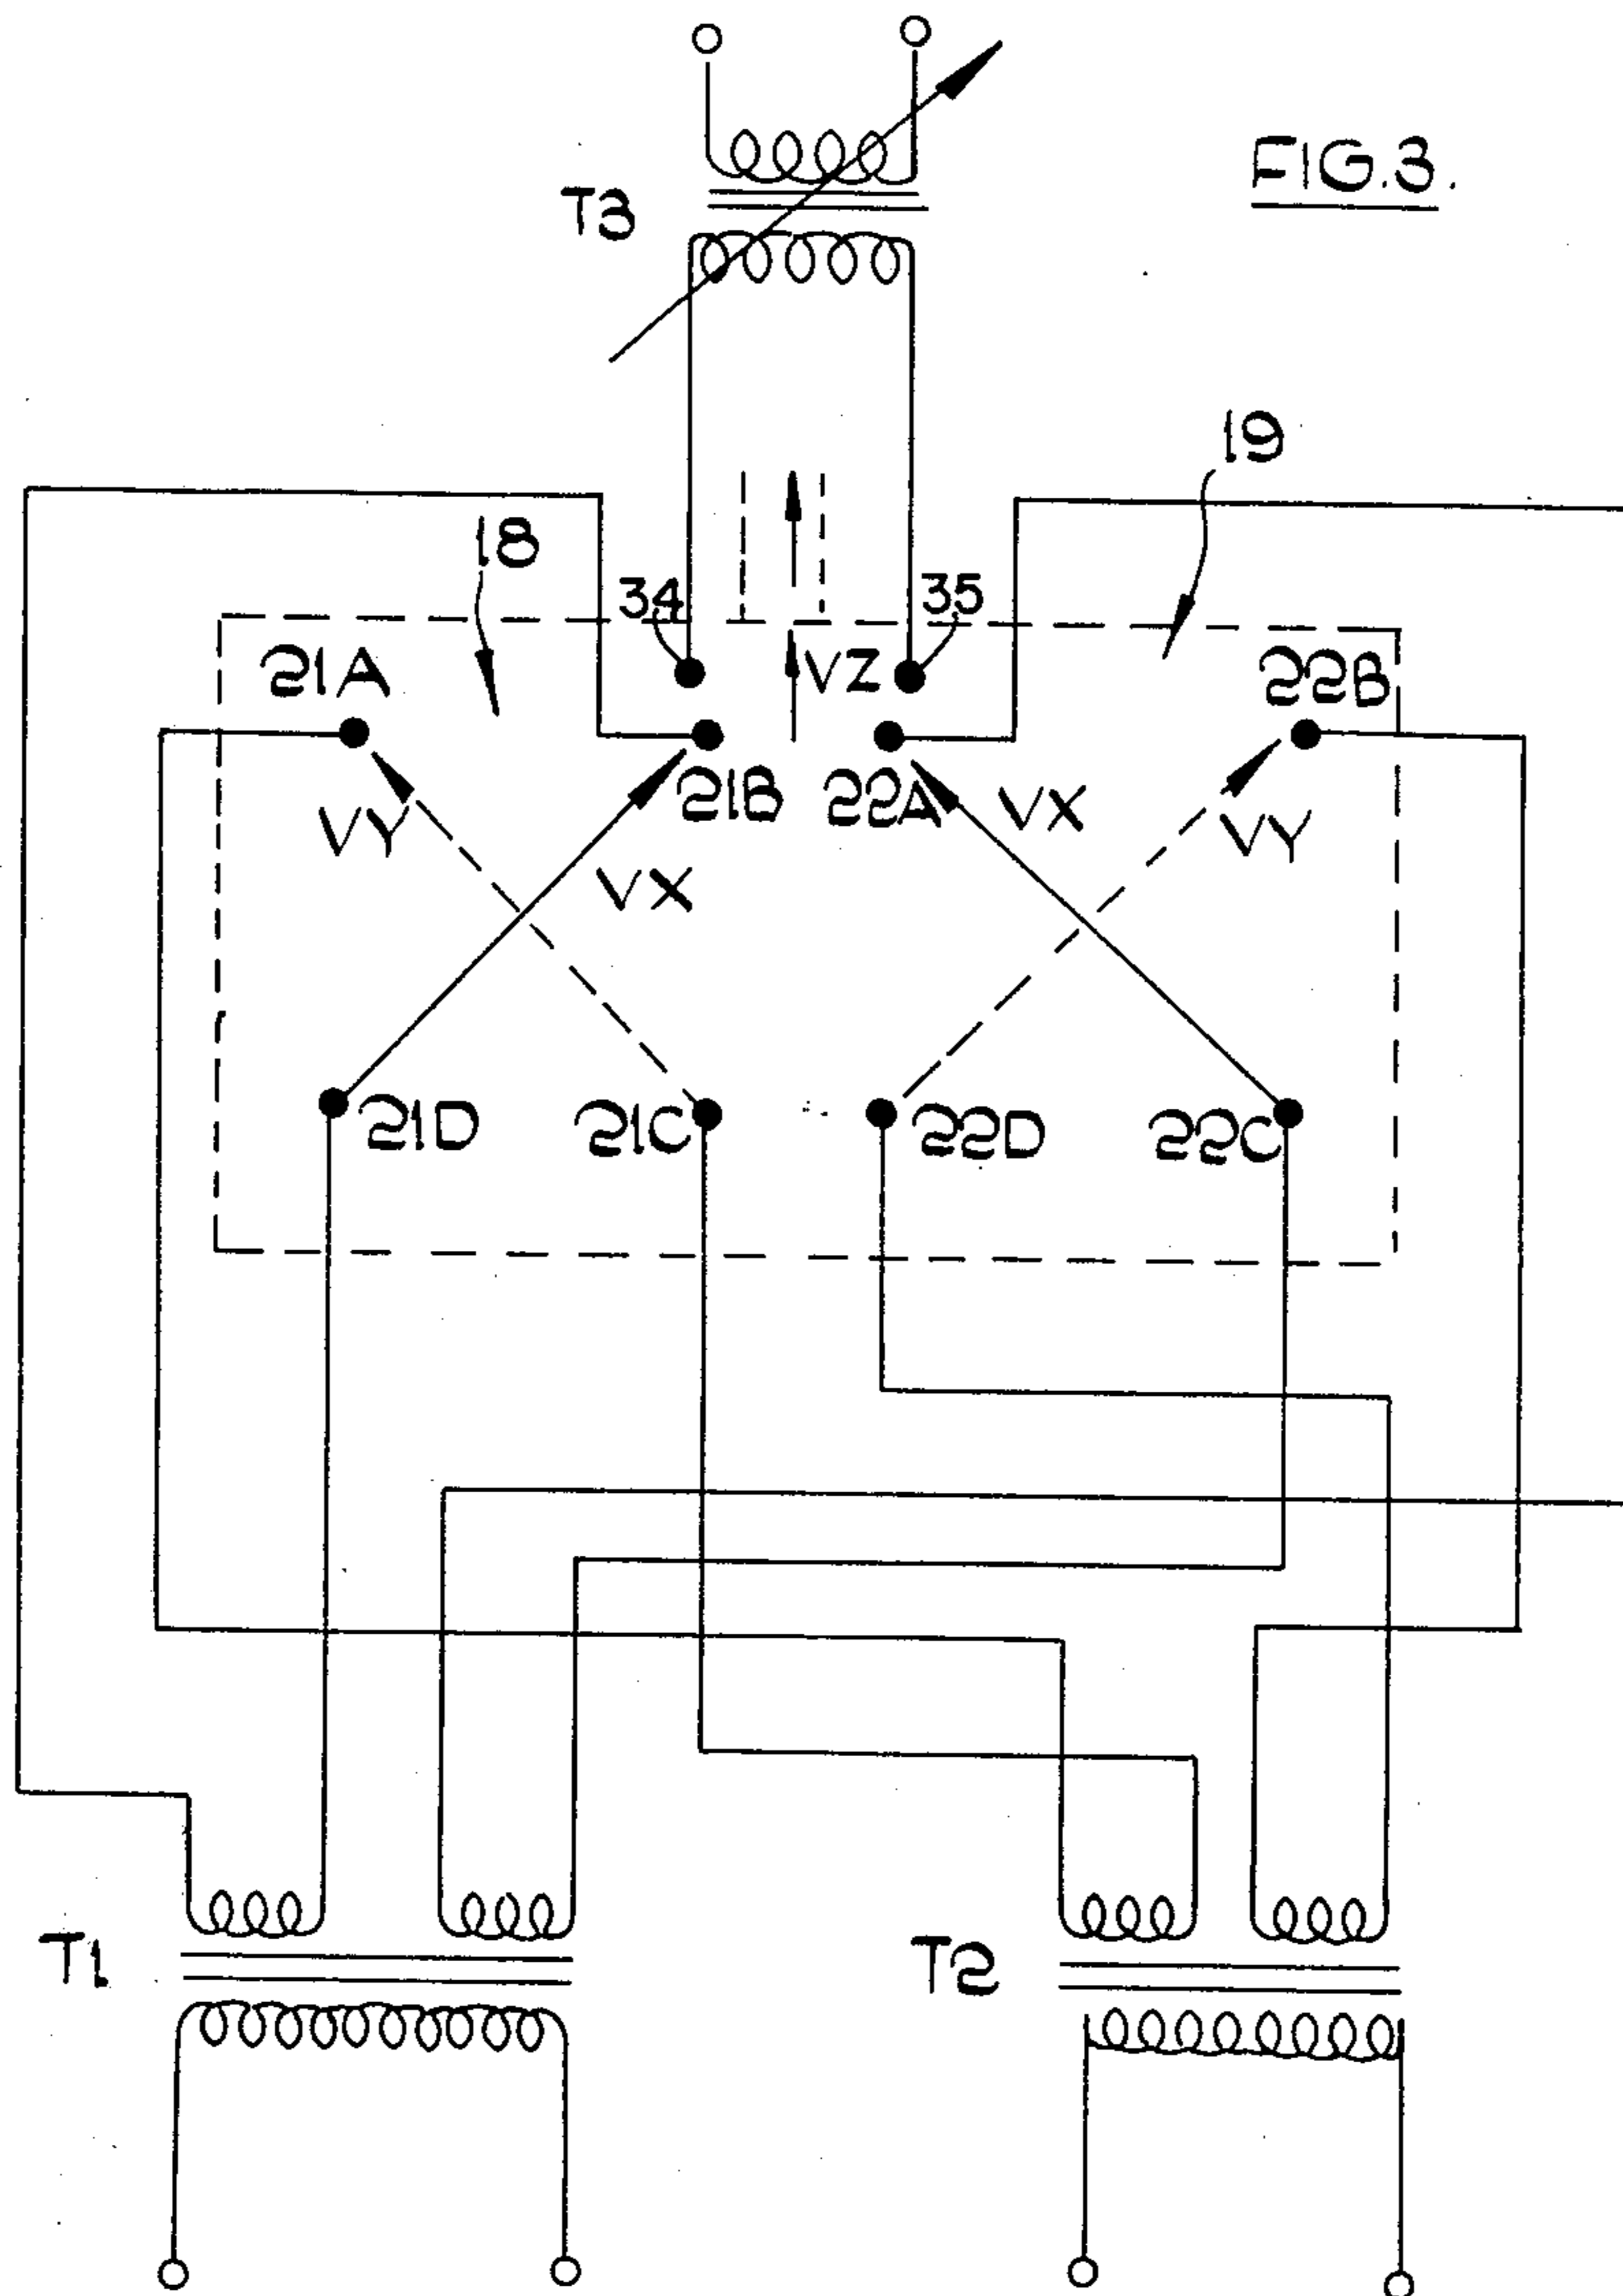 FIG.3.
T3
19
18
34
35
21A
VZ
22B
21B
22A
VX
VY
VY
VX
21D
21C
22D
22C
T1
T2